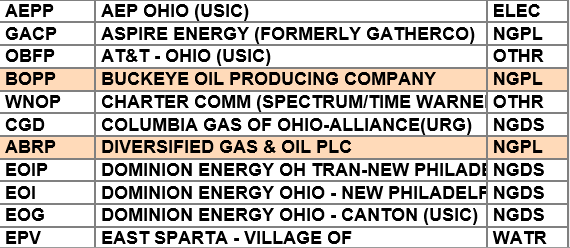 AEPP AEP OHIO (USIC) ELEC
GACP ASPIRE ENERGY (FORMERLY GATHERCO) NGPL
OBFP AT&T - OHIO (USIC) OTHR
BOPP BUCKEYE OIL PRODUCING COMPANY NGPL
WNOP CHARTER COMM (SPECTRUM/TIME WARNE OTHR
CGD COLUMBIA GAS OF OHIO-ALLIANCE(URG) NGDS
ABRP DIVERSIFIED GAS & OIL PLC NGPL
EOIP DOMINION ENERGY OH TRAN-NEW PHILADE NGDS
EOI DOMINION ENERGY OHIO - NEW PHILADELP NGDS
EOG DOMINION ENERGY OHIO - CANTON (USIC) NGDS
EPV EAST SPARTA - VILLAGE OF WATR